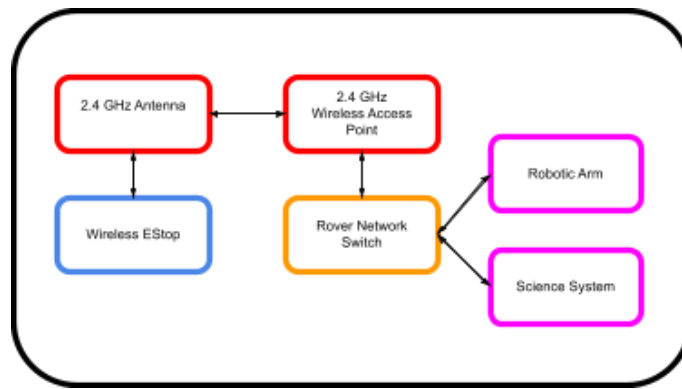 2.4 GHz Antenna
2.4 GHz
Wireless Access
Point
Robotic Arm
Wireless EStop
Rover Network
Switch
Science System